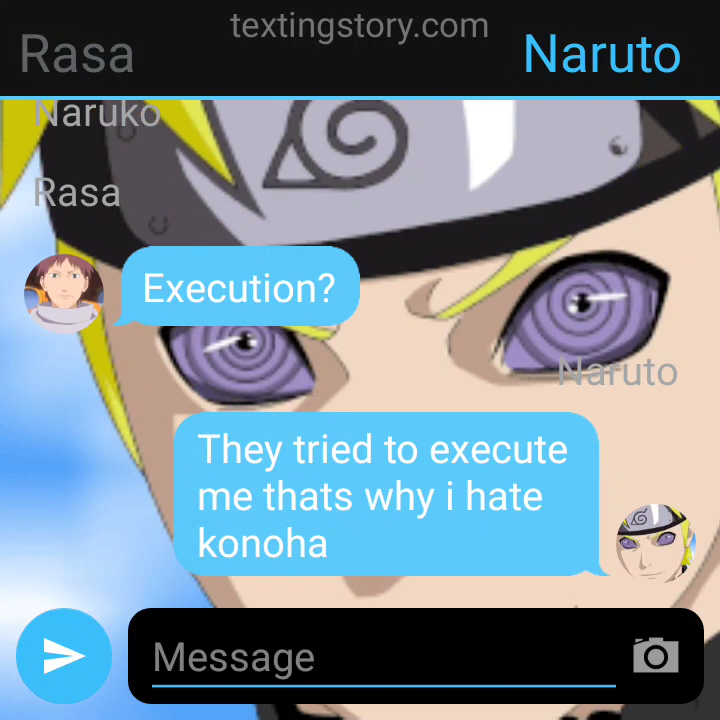 textingstory.com
Rasa
Naruto
Naruko
Rasa
Execution?
Naruto
They tried to execute
me thats why i hate
konoha
Message